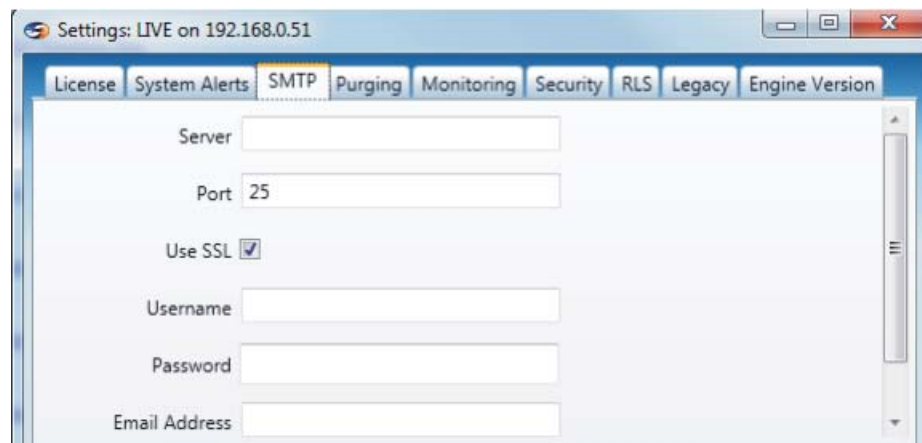 Settings: LIVE on 192.168.0.51
License System Alerts SMTP Purging Monitoring Security RLS Legacy Engine Version
Server
Port 25
Use SSL
Username
Password
Email Address